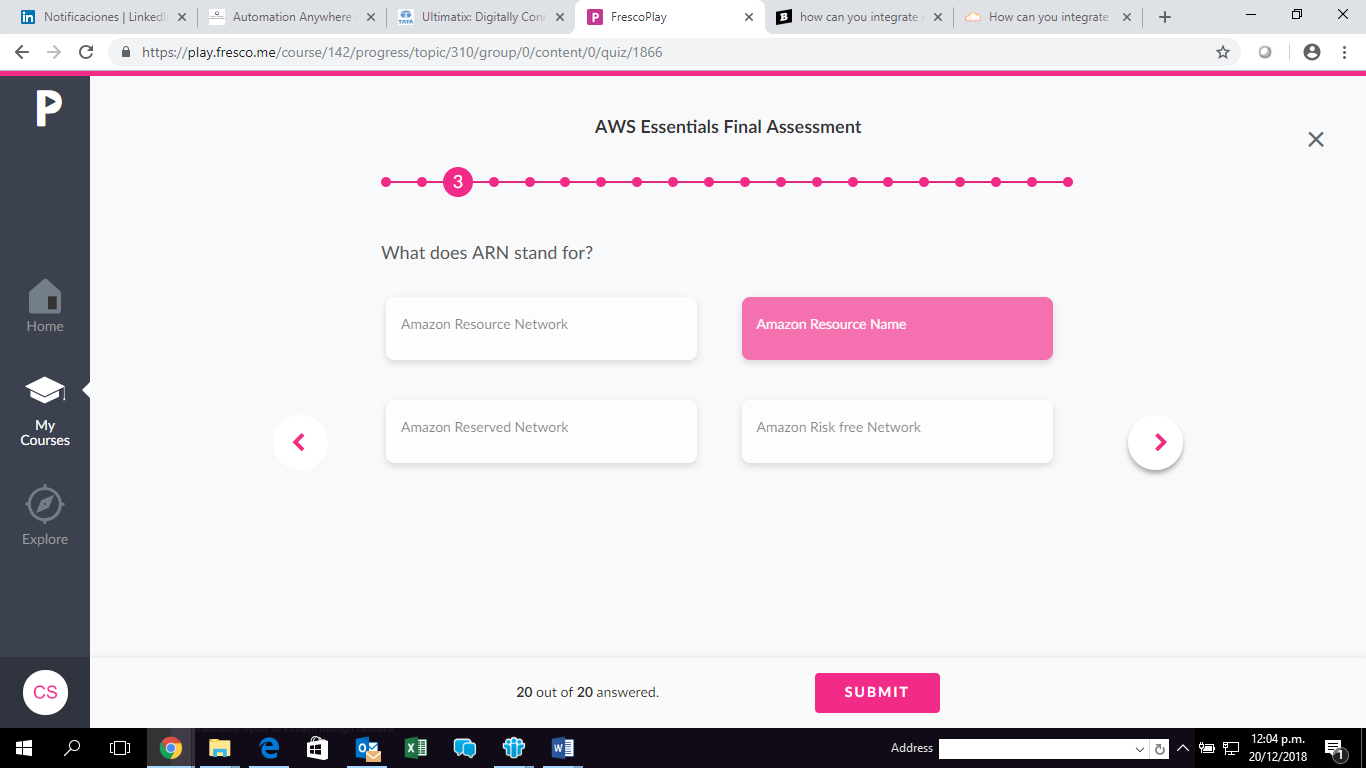 Notificaciones | LinkedI
Automation Anywhere
Ultimatix: Digitally Conn
FrescoPlay
how can you integrate
How can you integrate
https://play.fresco.me/course/142/progress/topic/310/group/0/content/0/quiz/1866
AWS Essentials Final Assessment
3
What does ARN stand for?
Amazon Resource Network
Amazon Resource Name
Amazon Reserved Network
Amazon Risk free Network
Home
My
Courses
Explore
CS
20 out of 20 answered.
SUBMIT
Address
12:04 p.m.
20/12/2018
1